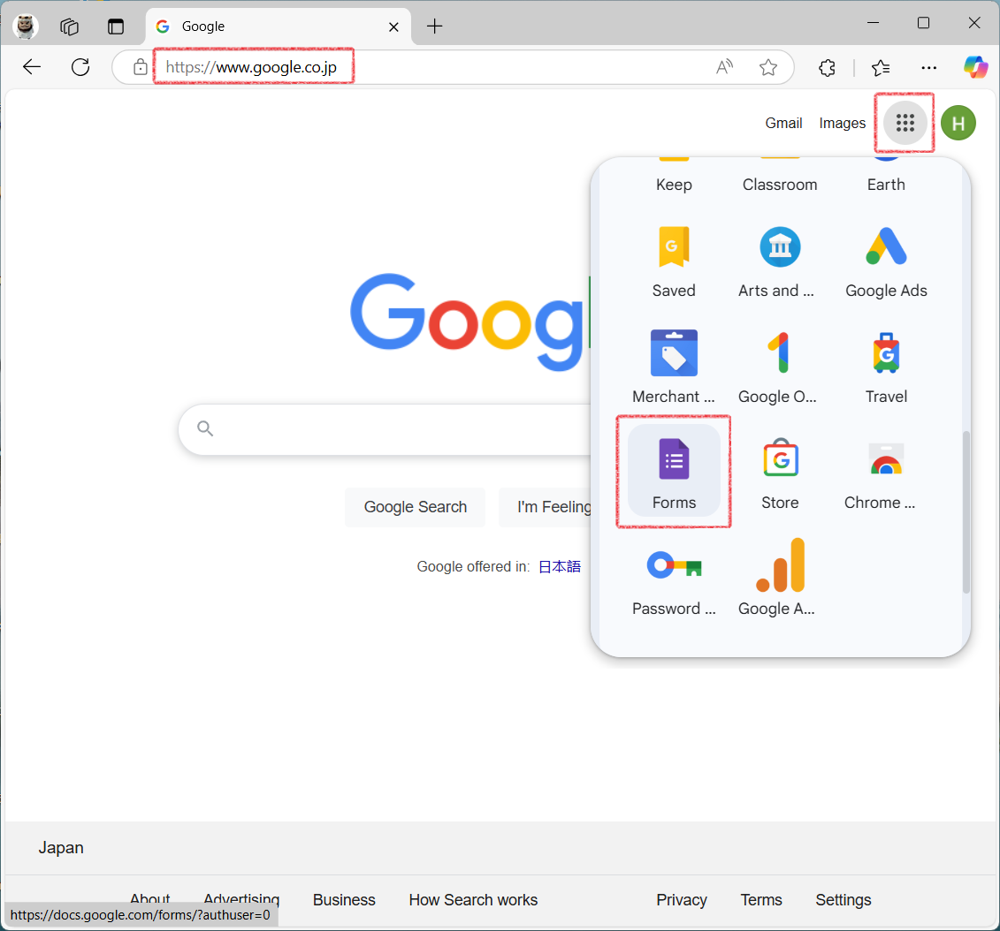 Google
https://www.google.co.jp
Gmail Images H
Keep Classroom Earth
G
Saved Arts and ... Google Ads
Googl
G
Merchant ... Google O... Travel
G
Forms Store Chrome ...
Google Search I'm Feeling
Google offered in: 日本語
Password ... Google A...
Japan
About Advertising Business How Search works Privacy Terms Settings
https://docs.google.com/forms/?authuser=0